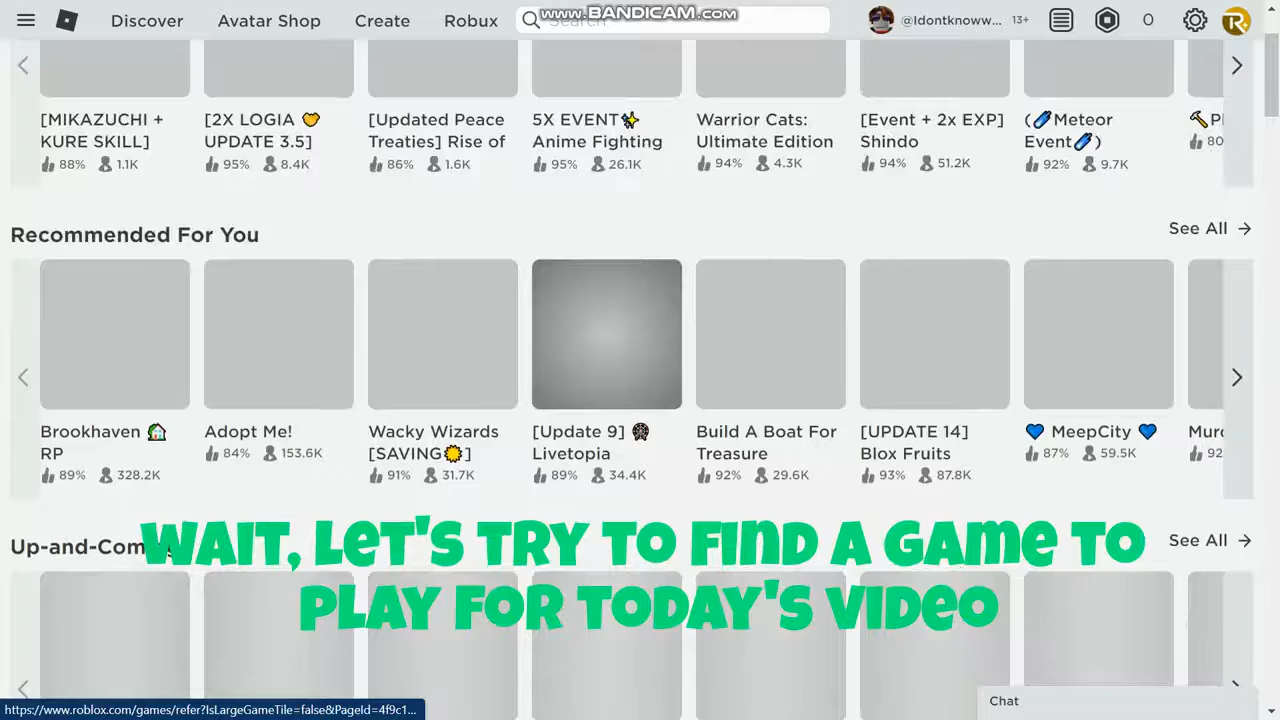 Discover Avatar Shop Create Robux Search www.BANDICAM.com @Idontknoww... 13+ 0
[MIKAZUCHI + KURE SKILL] 88% 1.1K
[2X LOGIA UPDATE 3.5] 95% 8.4K
[Updated Peace Treaties] Rise of 86% 1.6K
5X EVENT✨ Anime Fighting 95% 26.1K
Warrior Cats: Ultimate Edition 94% 4.3K
[Event + 2x EXP] Shindo 94% 51.2K
(Meteor Event) 92% 9.7K
80
Recommended For You See All →
Brookhaven 🏡 RP 89% 328.2K
Adopt Me! 84% 153.6K
Wacky Wizards [SAVING] 91% 31.7K
[Update 9] 🎡 Livetopia 89% 34.4K
Build A Boat For Treasure 92% 29.6K
[UPDATE 14] Blox Fruits 93% 87.8K
💙 MeepCity 💙 87% 59.5K
92
Up-and-Com See All →
WAIT, LET'S TRY TO FIND A GAME TO
PLAY FOR TODAY'S VIDEO
https://www.roblox.com/games/refer?IsLargeGameTile=false&PageId=4f9c1...
Chat